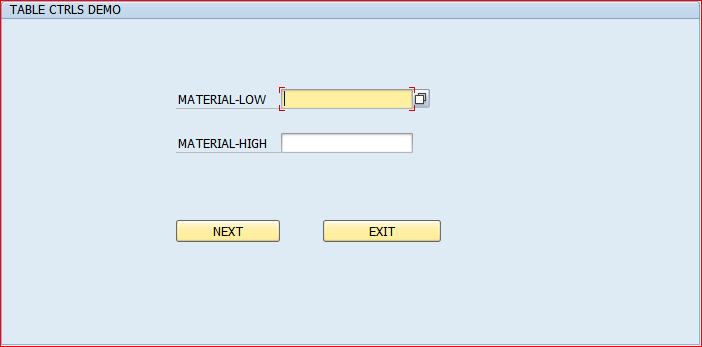 TABLE CTRLS DEMO
MATERIAL-LOW
MATERIAL-HIGH
NEXT EXIT